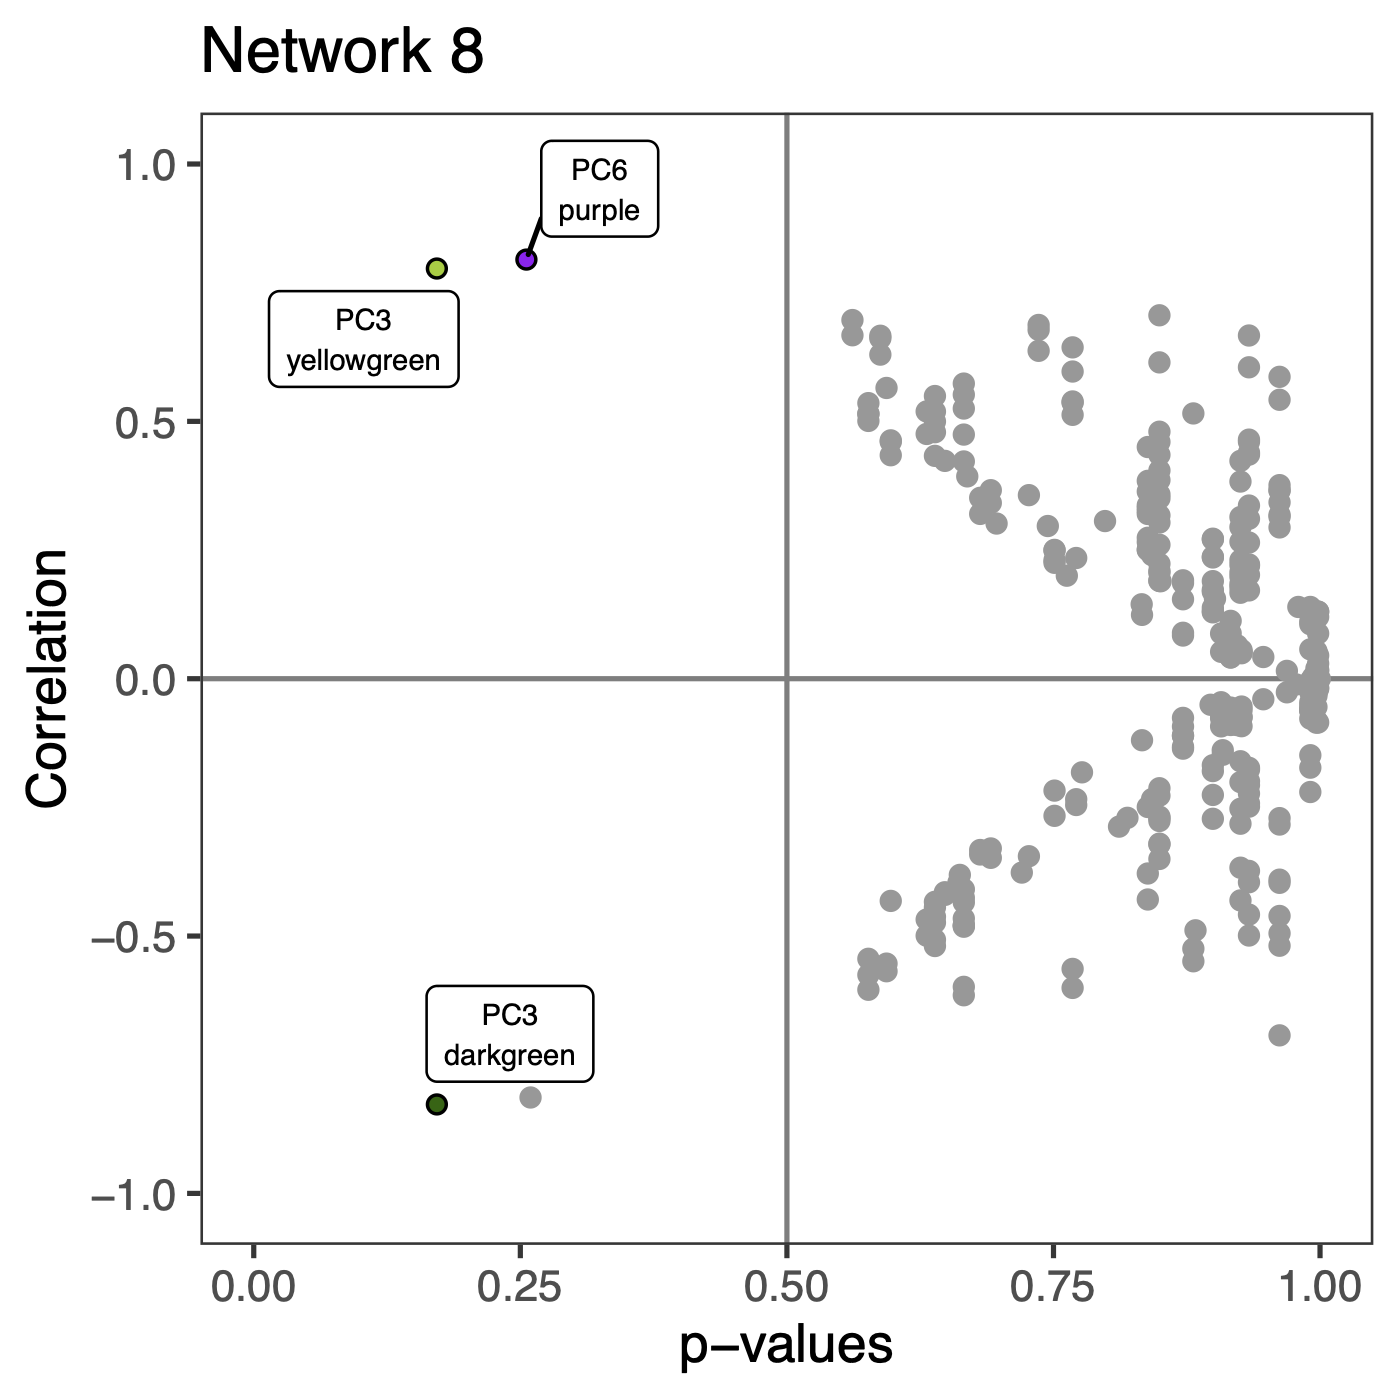 Network 8
PC6
purple
PC3
yellowgreen
PC3
darkgreen
1.0
0.5
0.0
−0.5
−1.0
Correlation
0.00
0.25
0.50
0.75
1.00
p−values